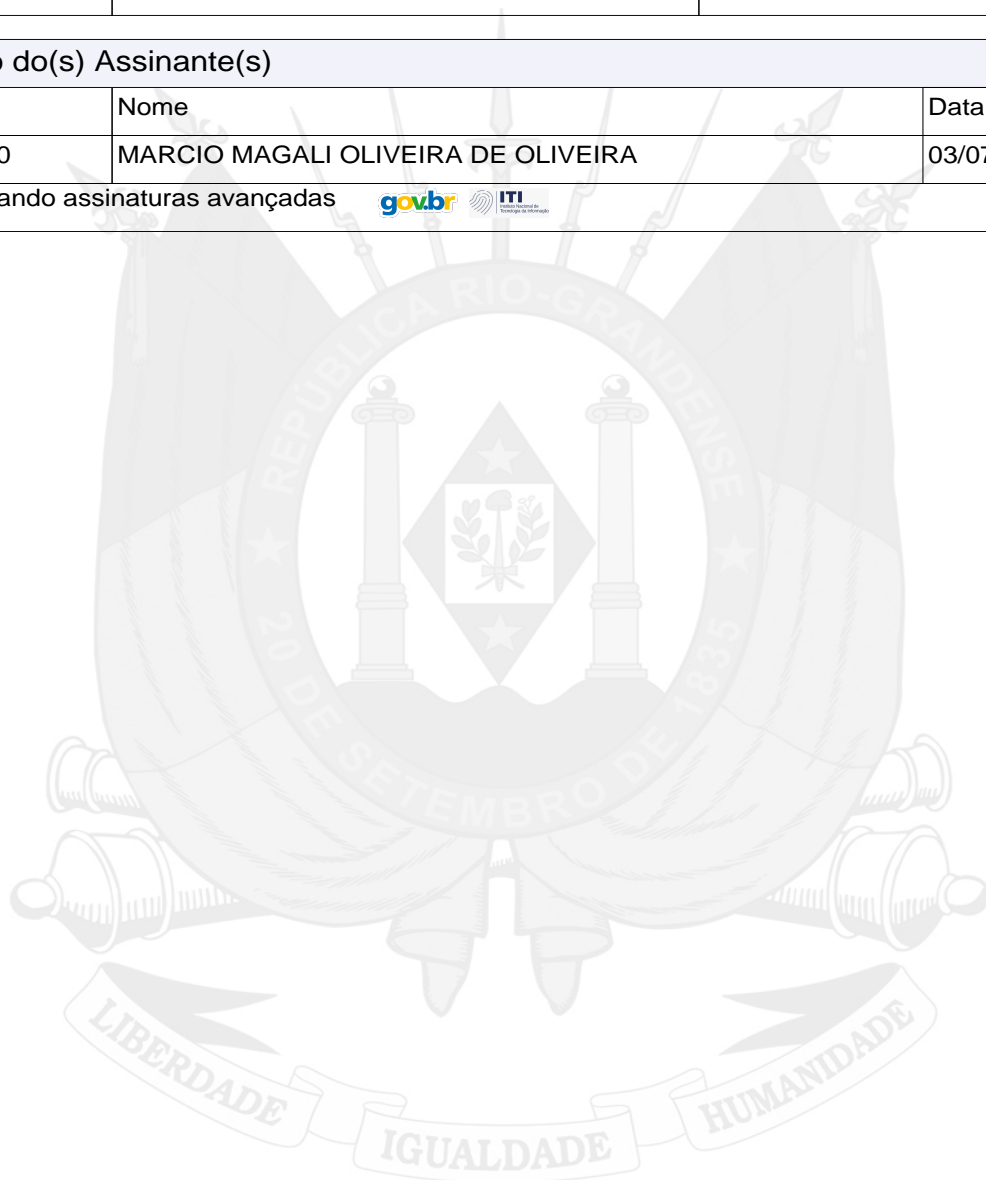 o do(s) Assinante(s)
Nome Data
0 MARCIO MAGALI OLIVEIRA DE OLIVEIRA 03/07
ando assinaturas avançadas gov.br ITI
REPÚBLICA RIO-GRANDENSE
20 DE SETEMBRO DE 1835
LIBERDADE IGUALDADE HUMANIDADE